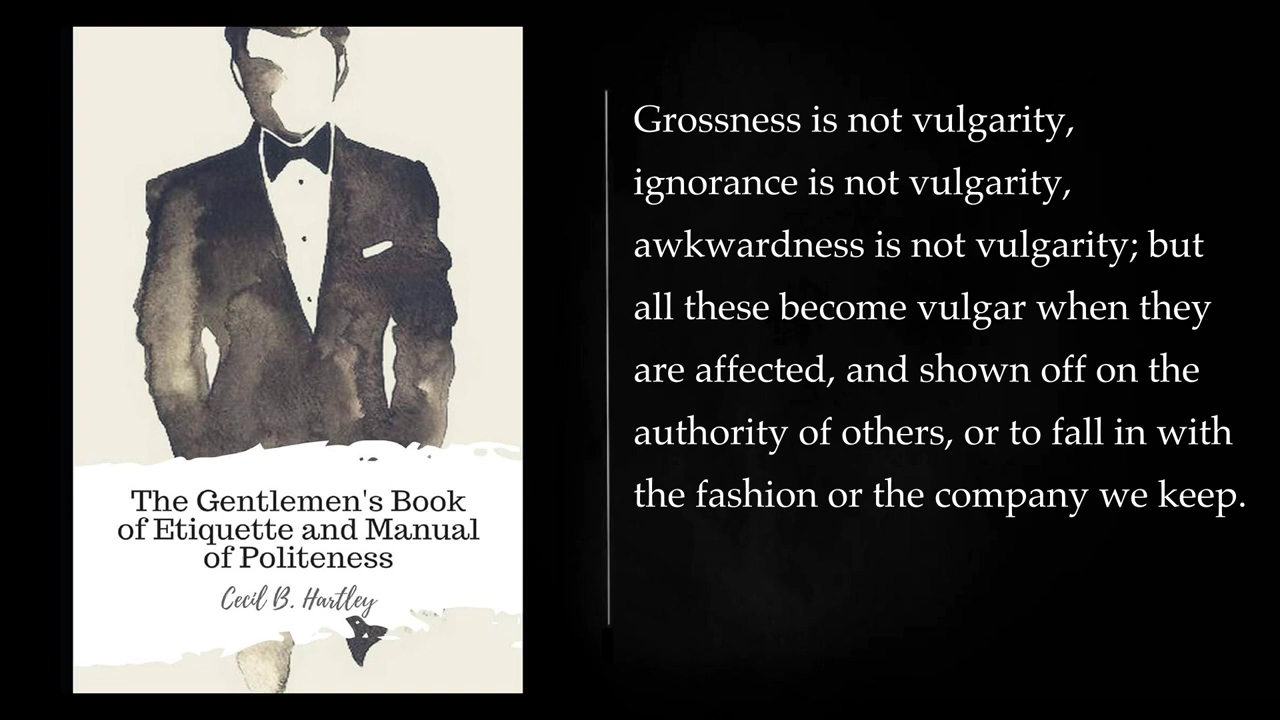 The Gentlemen's Book
of Etiquette and Manual
of Politeness
Cecil B. Hartley
Grossness is not vulgarity,
ignorance is not vulgarity,
awkwardness is not vulgarity; but
all these become vulgar when they
are affected, and shown off on the
authority of others, or to fall in with
the fashion or the company we keep.